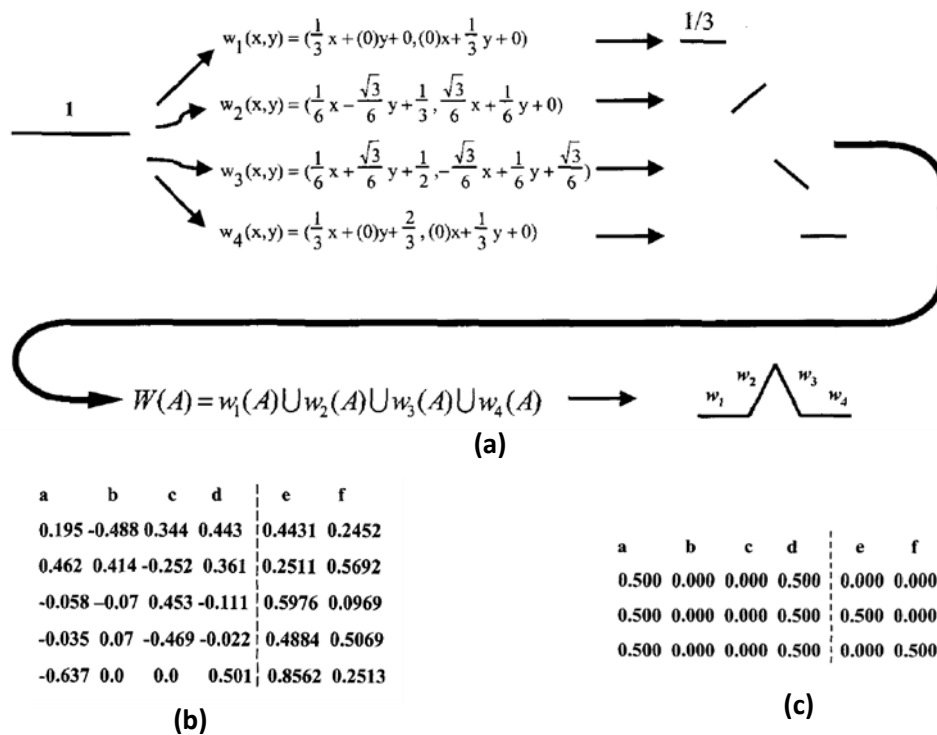 1/3
w₁(x,y) = (1/3 x + (0)y + 0, (0)x + 1/3 y + 0)
1
w₂(x,y) = (1/6 x − √3/6 y + 1/3, √3/6 x + 1/6 y + 0)
w₃(x,y) = (1/6 x + √3/6 y + 1/2, −√3/6 x + 1/6 y + √3/6)
w₄(x,y) = (1/3 x + (0)y + 2/3, (0)x + 1/3 y + 0)
W(A) = w₁(A) ⋃ w₂(A) ⋃ w₃(A) ⋃ w₄(A)
w₁ w₂ w₃ w₄
(a)
a b c d e f
0.195 -0.488 0.344 0.443 0.4431 0.2452
0.462 0.414 -0.252 0.361 0.2511 0.5692
-0.058 –0.07 0.453 -0.111 0.5976 0.0969
-0.035 0.07 -0.469 -0.022 0.4884 0.5069
-0.637 0.0 0.0 0.501 0.8562 0.2513
(b)
a b c d e f
0.500 0.000 0.000 0.500 0.000 0.000
0.500 0.000 0.000 0.500 0.500 0.000
0.500 0.000 0.000 0.500 0.000 0.500
(c)